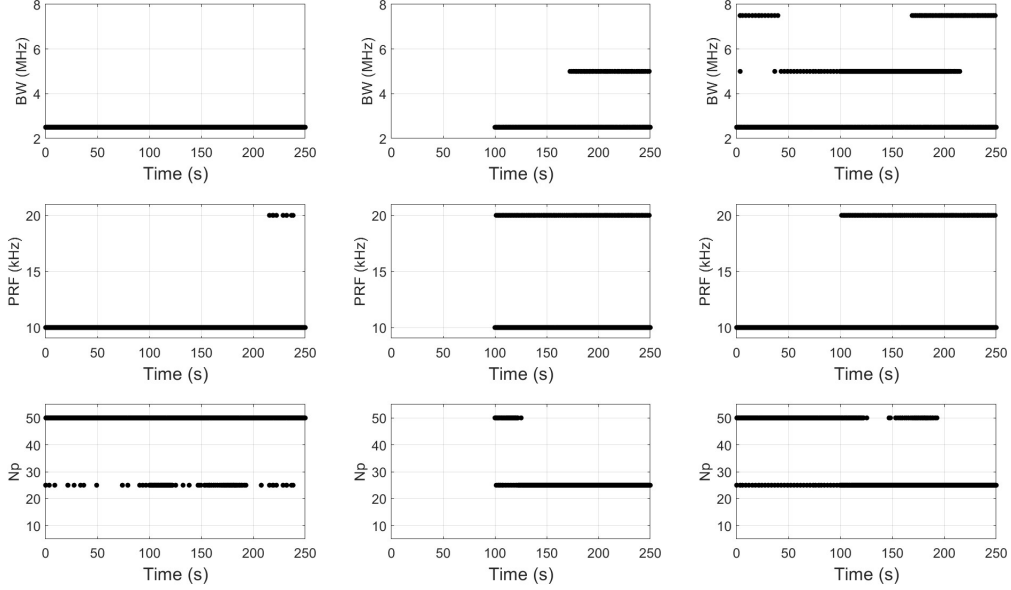 BW (MHz) 8 6 4 2 BW (MHz) 8 6 4 2 BW (MHz) 8 6 4 2
0 50 100 150 200 250 0 50 100 150 200 250 0 50 100 150 200 250
Time (s) Time (s) Time (s)
PRF (kHz) 20 15 10 PRF (kHz) 20 15 10 PRF (kHz) 20 15 10
0 50 100 150 200 250 0 50 100 150 200 250 0 50 100 150 200 250
Time (s) Time (s) Time (s)
Np 50 40 30 20 10 Np 50 40 30 20 10 Np 50 40 30 20 10
0 50 100 150 200 250 0 50 100 150 200 250 0 50 100 150 200 250
Time (s) Time (s) Time (s)